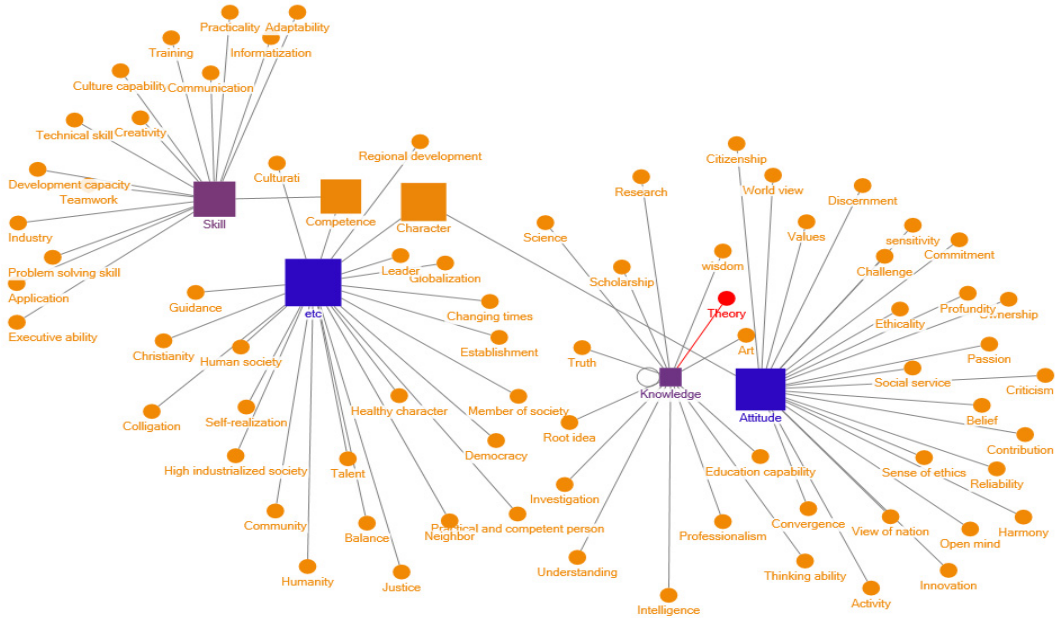 Practicality
Adaptability
Training
Informatization
Culture capability
Communication
Technical skill
Creativity
Regional development
Culturati
Citizenship
Development capacity
World view
Research
Teamwork
Discernment
Skill
Competence
Character
Industry
Science
Values
sensitivity
Commitment
Problem solving skill
Leader
Globalization
Scholarship
wisdom
Challenge
Application
Guidance
etc
Changing times
Theory
Ethicality
Profundity
Ownership
Executive ability
Christianity
Human society
Establishment
Truth
Art
Passion
Social service
Criticism
Knowledge
Colligation
Self-realization
Healthy character
Member of society
Attitude
Belief
Root idea
Contribution
Democracy
High industrialized society
Talent
Education capability
Sense of ethics
Reliability
Investigation
Community
Balance
Practical and competent person
Neighbor
Professionalism
Convergence
View of nation
Open mind
Harmony
Understanding
Thinking ability
Humanity
Justice
Innovation
Intelligence
Activity